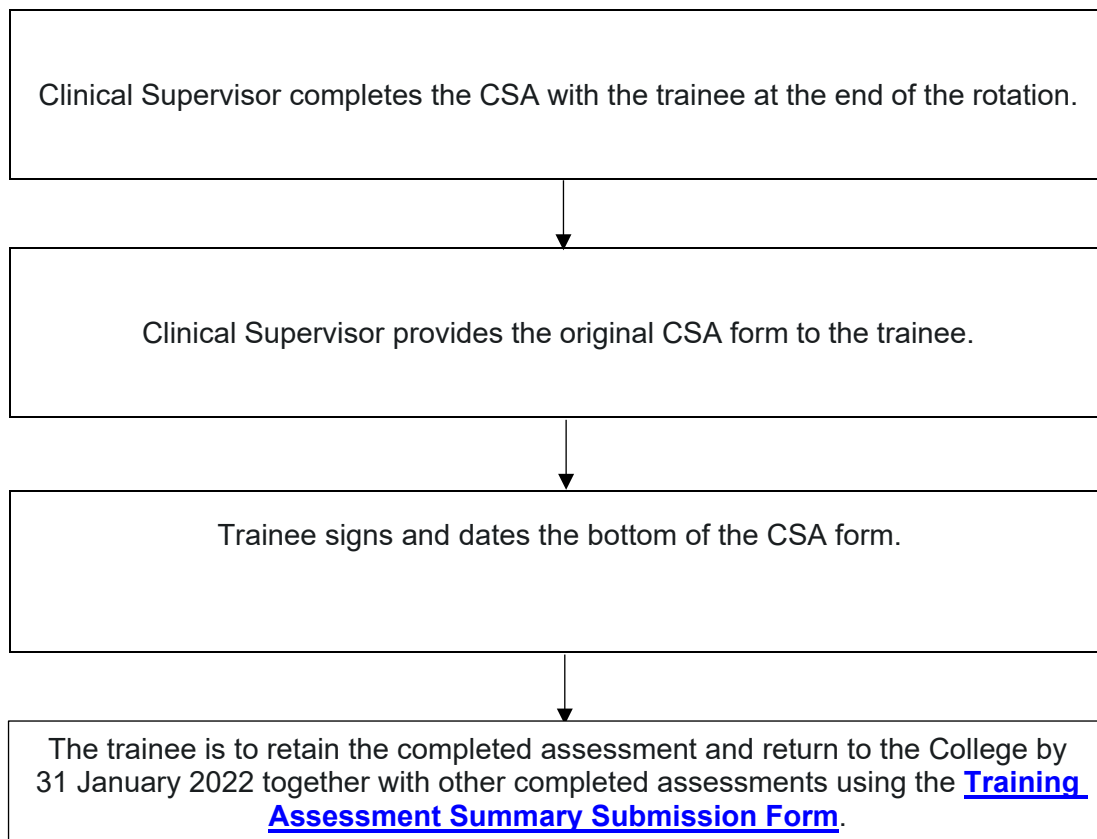 Clinical Supervisor completes the CSA with the trainee at the end of the rotation.
Clinical Supervisor provides the original CSA form to the trainee.
Trainee signs and dates the bottom of the CSA form.
The trainee is to retain the completed assessment and return to the College by
31 January 2022 together with other completed assessments using the Training
Assessment Summary Submission Form.